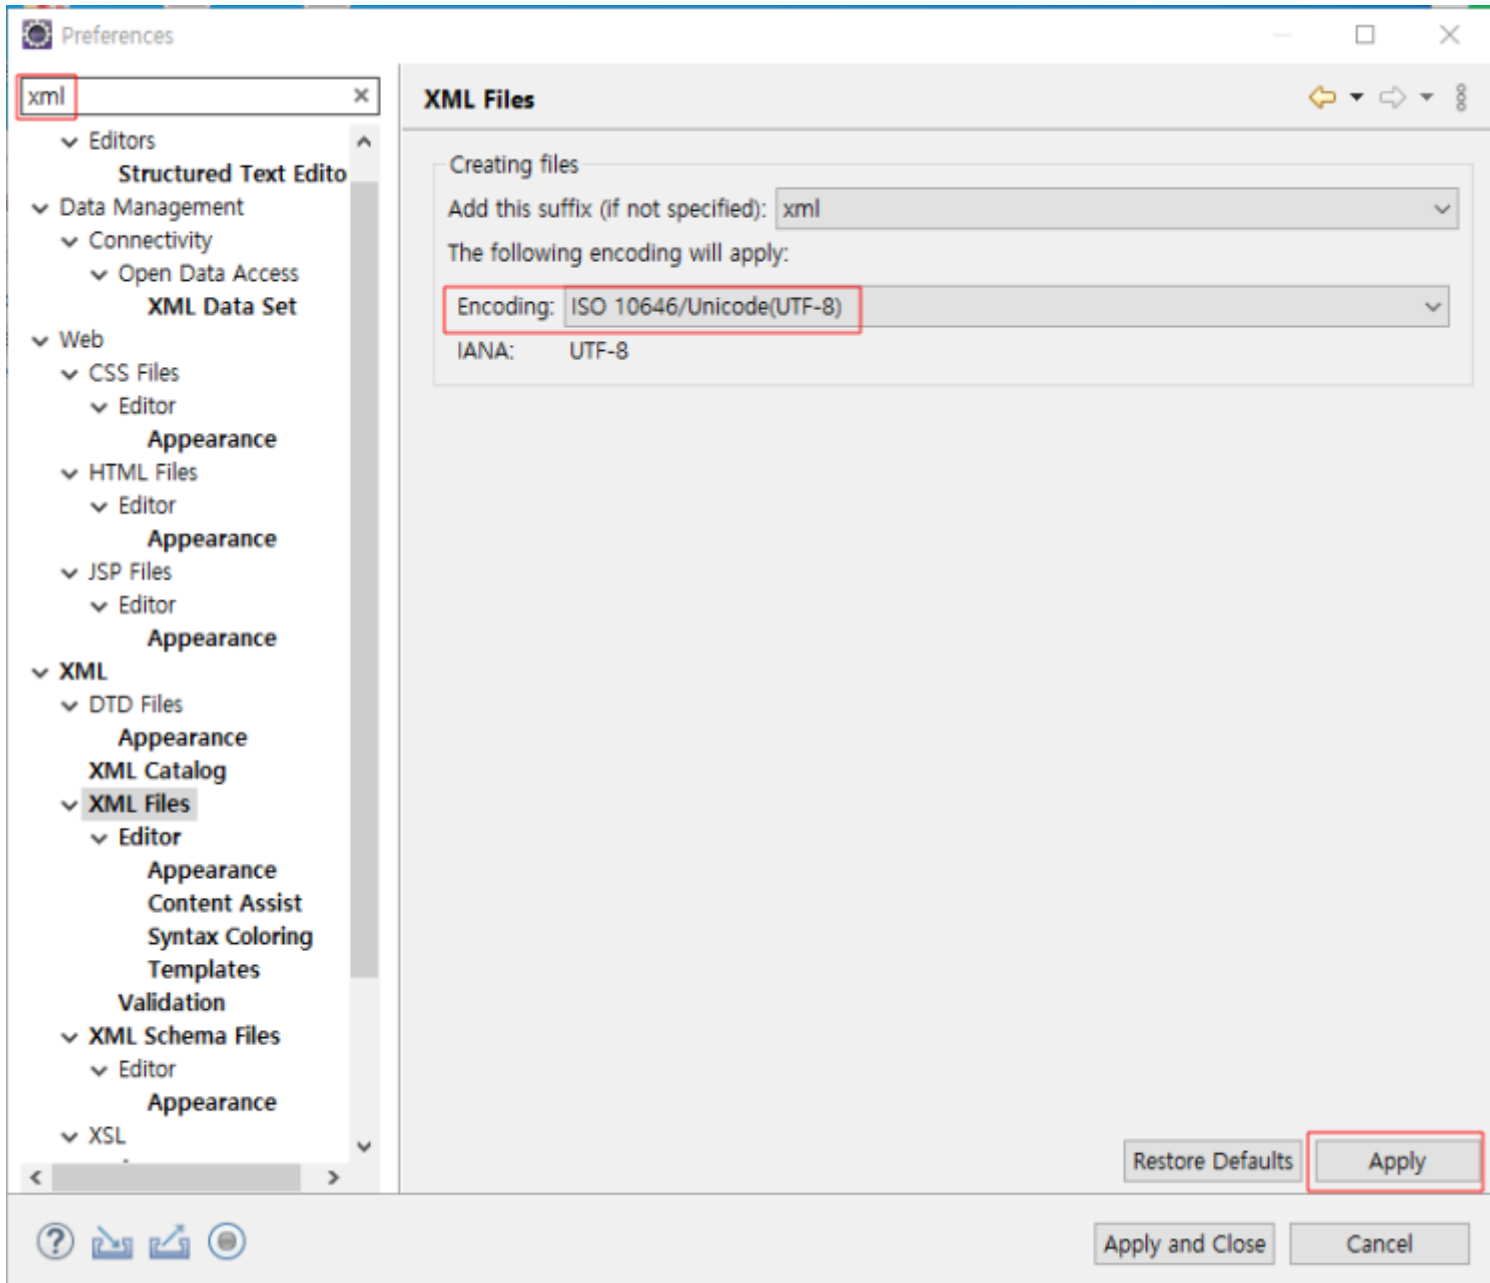 Preferences
xml
Editors
Structured Text Edito
Data Management
Connectivity
Open Data Access
XML Data Set
Web
CSS Files
Editor
Appearance
HTML Files
Editor
Appearance
JSP Files
Editor
Appearance
XML
DTD Files
Appearance
XML Catalog
XML Files
Editor
Appearance
Content Assist
Syntax Coloring
Templates
Validation
XML Schema Files
Editor
Appearance
XSL
XML Files
Creating files
Add this suffix (if not specified): xml
The following encoding will apply:
Encoding: ISO 10646/Unicode(UTF-8)
IANA: UTF-8
Restore Defaults Apply
Apply and Close Cancel